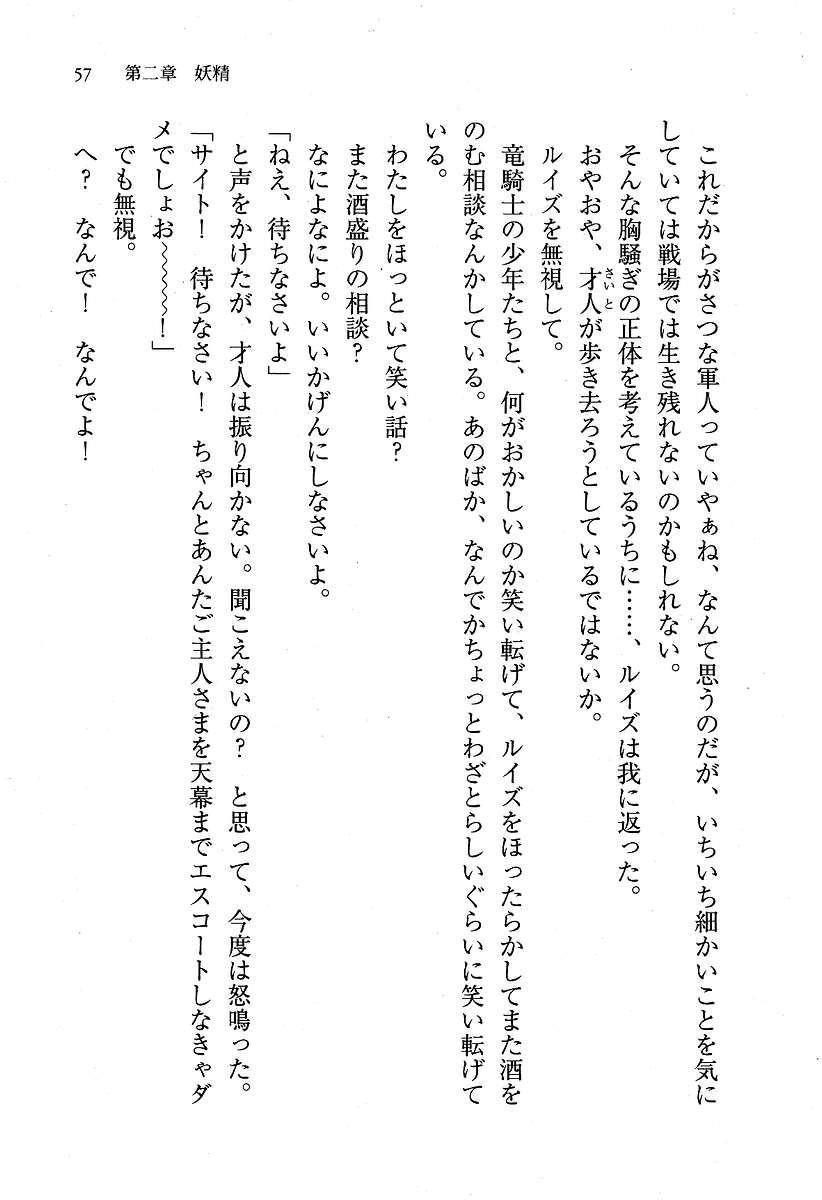 57　第二章　妖精
　これだからがさつな軍人っていやぁね、なんて思うのだが、いちいち細かいことを気に
していては戦場では生き残れないのかもしれない。
　そんな胸騒ぎの正体を考えているうちに……、ルイズは我に返った。
　おやおや、才人が歩き去ろうとしているではないか。
さいと
　ルイズを無視して。
　竜騎士の少年たちと、何がおかしいのか笑い転げて、ルイズをほったらかしてまた酒を
のむ相談なんかしている。あのばか、なんでかちょっとわざとらしいぐらいに笑い転げて
いる。
　わたしをほっといて笑い話？
　また酒盛りの相談？
　なによなによ。いいかげんにしなさいよ。
「ねえ、待ちなさいよ」
　と声をかけたが、才人は振り向かない。聞こえないの？　と思って、今度は怒鳴った。
「サイト！　待ちなさい！　ちゃんとあんたご主人さまを天幕までエスコートしなきゃダ
メでしょお～～～～！」
　でも無視。
　へ？　なんで！　なんでよ！